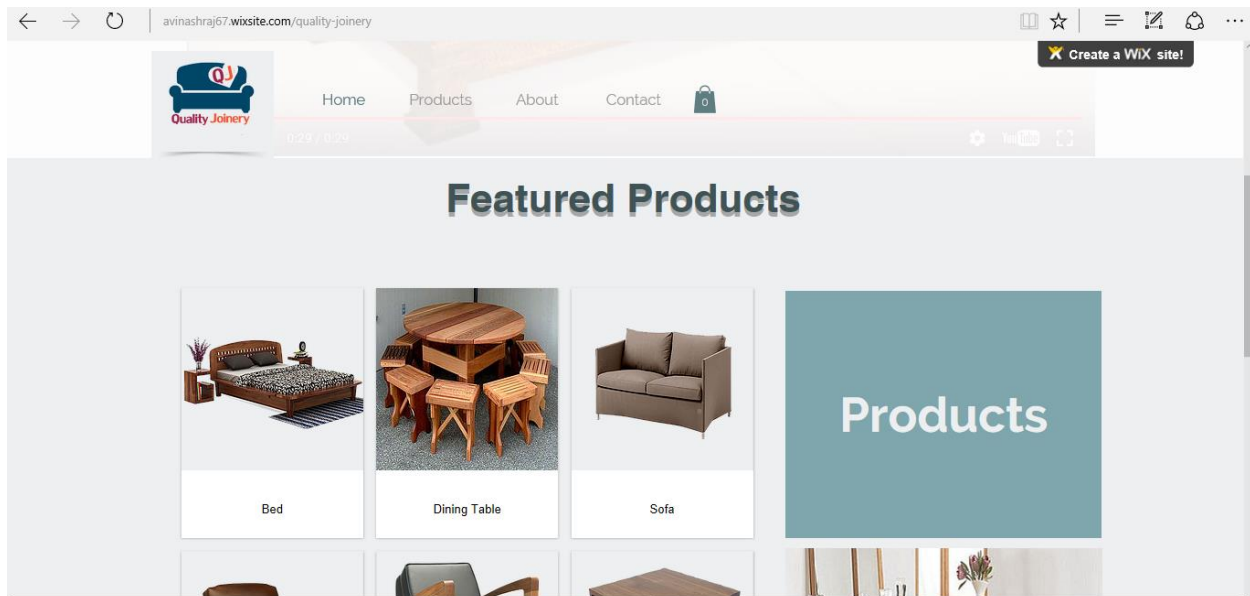 avinashraj67.wixsite.com/quality-joinery
Create a WiX site!
QJ
Quality Joinery
Home Products About Contact 0
0:29 / 0:29
YouTube
Featured Products
Products
Bed Dining Table Sofa